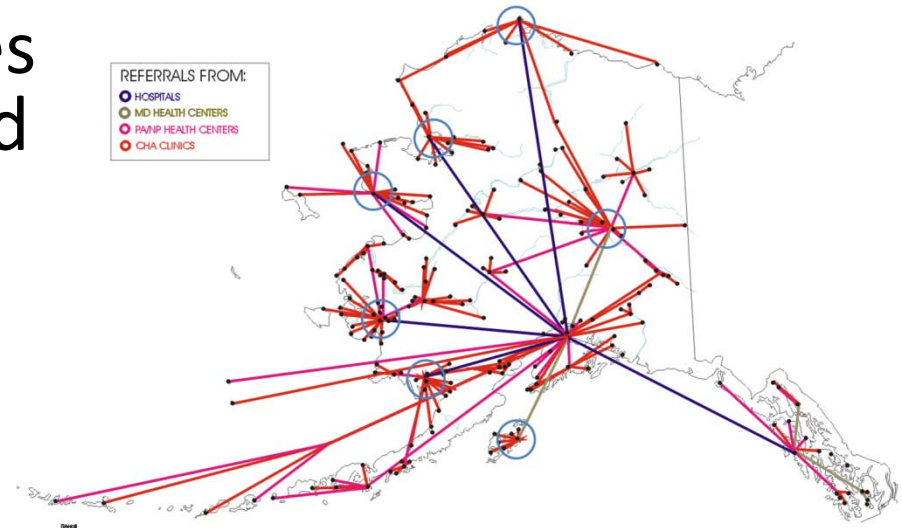 es
d
REFERRALS FROM:
HOSPITALS
MD HEALTH CENTERS
PA/NP HEALTH CENTERS
CHA CLINICS